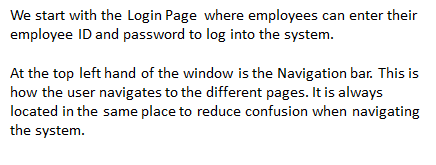 We start with the Login Page where employees can enter their
employee ID and password to log into the system.
At the top left hand of the window is the Navigation bar. This is
how the user navigates to the different pages. It is always
located in the same place to reduce confusion when navigating
the system.